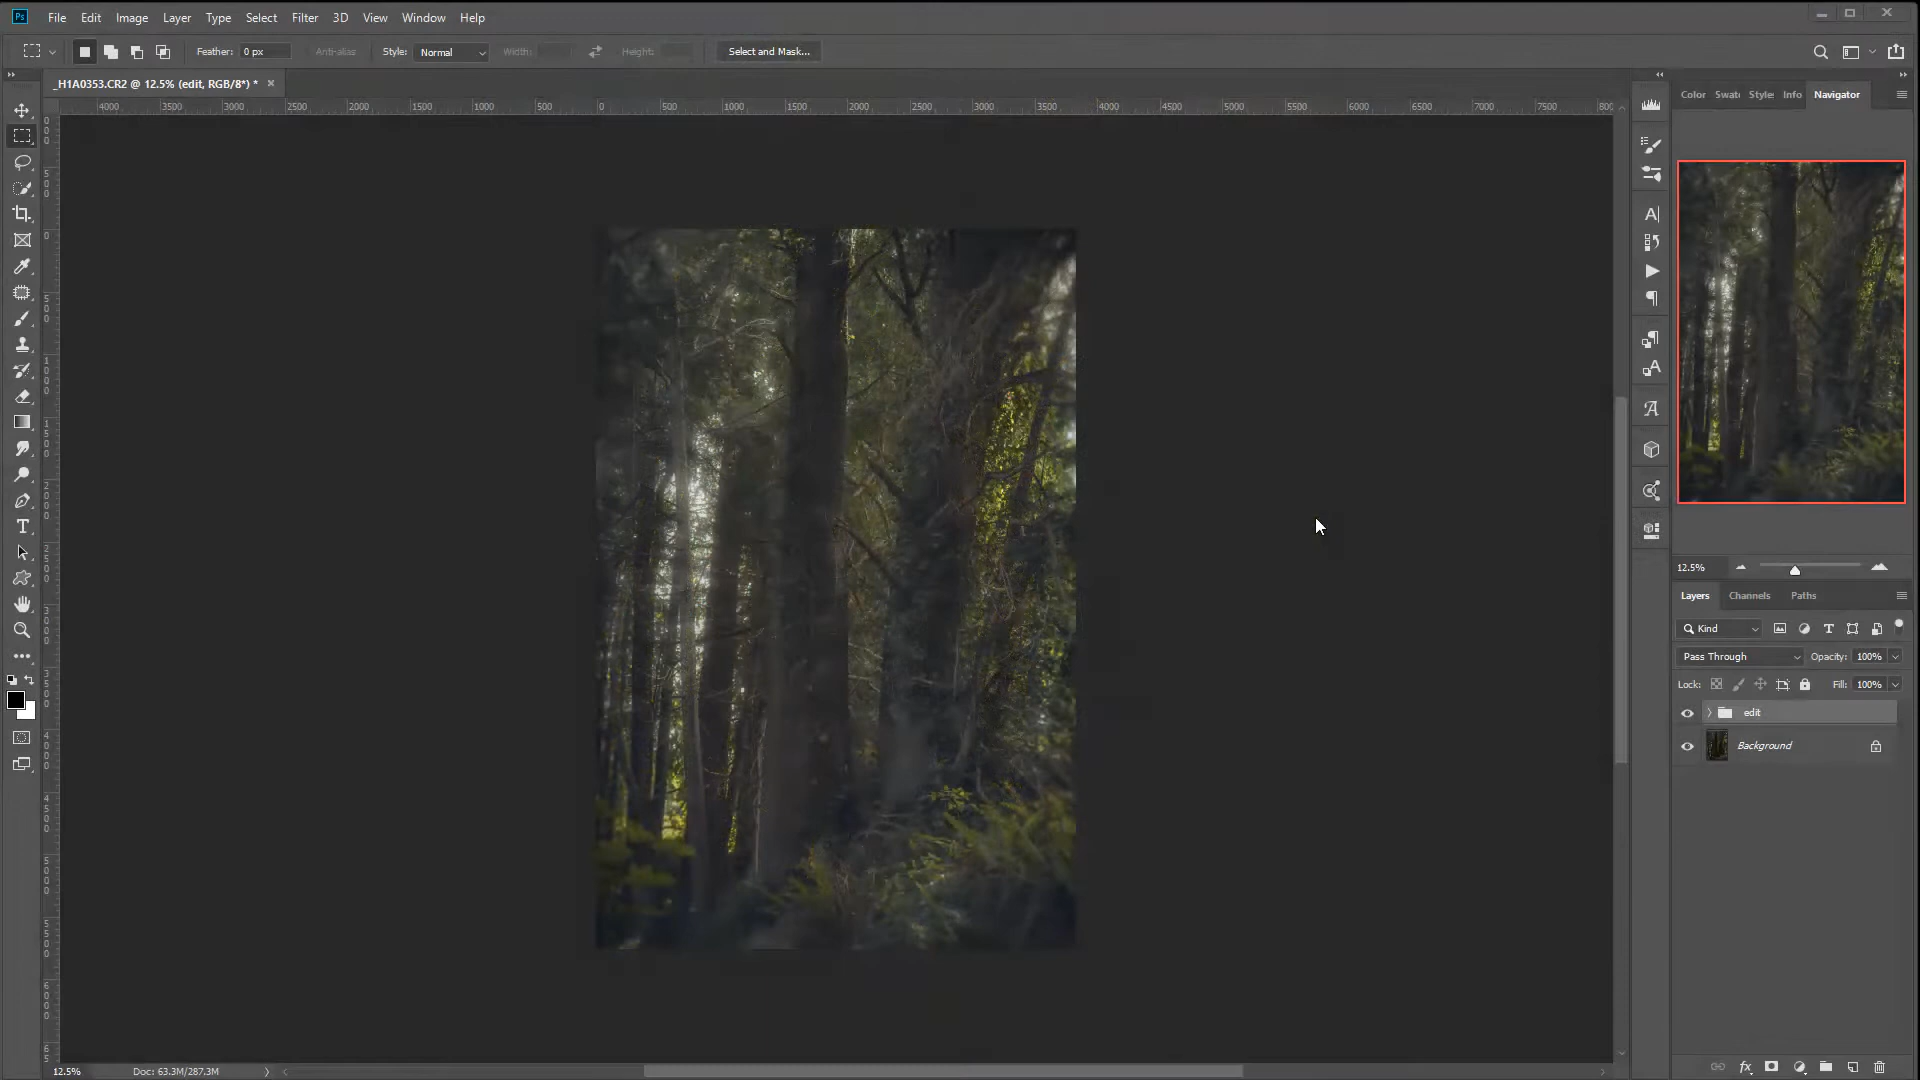 Ps File Edit Image Layer Type Select Filter 3D View Window Help
Feather: 0 px Anti-alias Style: Normal Width: Height: Select and Mask...
_H1A0353.CR2 @ 12.5% (edit, RGB/8*) * ×
4000 3500 3000 2500 2000 1500 1000 500 0 500 1000 1500 2000 2500 3000 3500 4000 4500 5000 5500 6000 6500 7000 7500 800
Color Swatc Styles Info Navigator
12.5%
Layers Channels Paths
Kind
Pass Through Opacity: 100%
Lock: Fill: 100%
edit
Background
12.5% Doc: 63.3M/287.3M